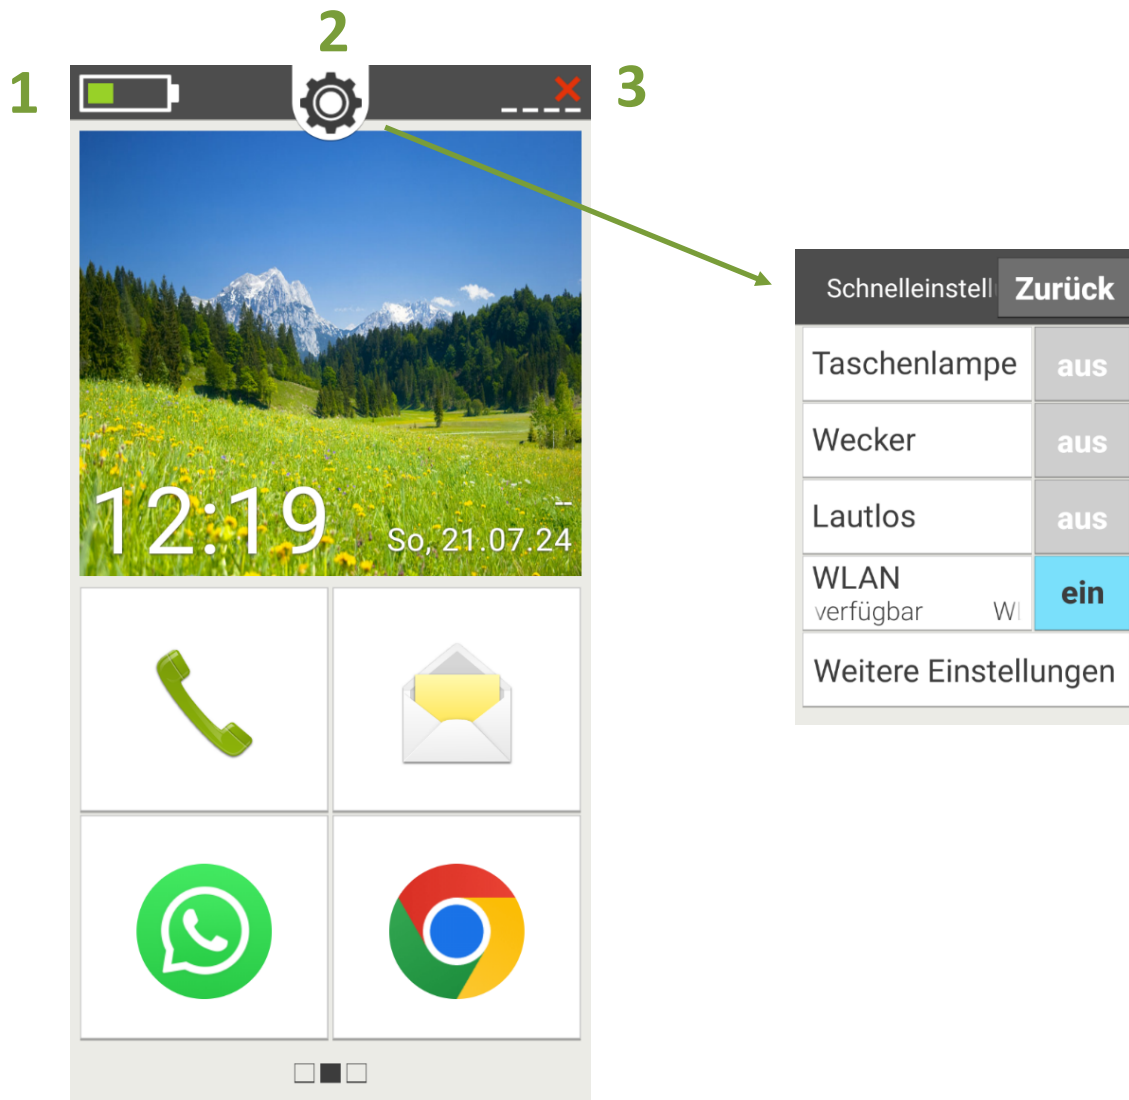 2
1
3
12:19
--
So, 21.07.24
Schnelleinstell
Zurück
Taschenlampe aus
Wecker aus
Lautlos aus
WLAN ein
verfügbar W
Weitere Einstellungen